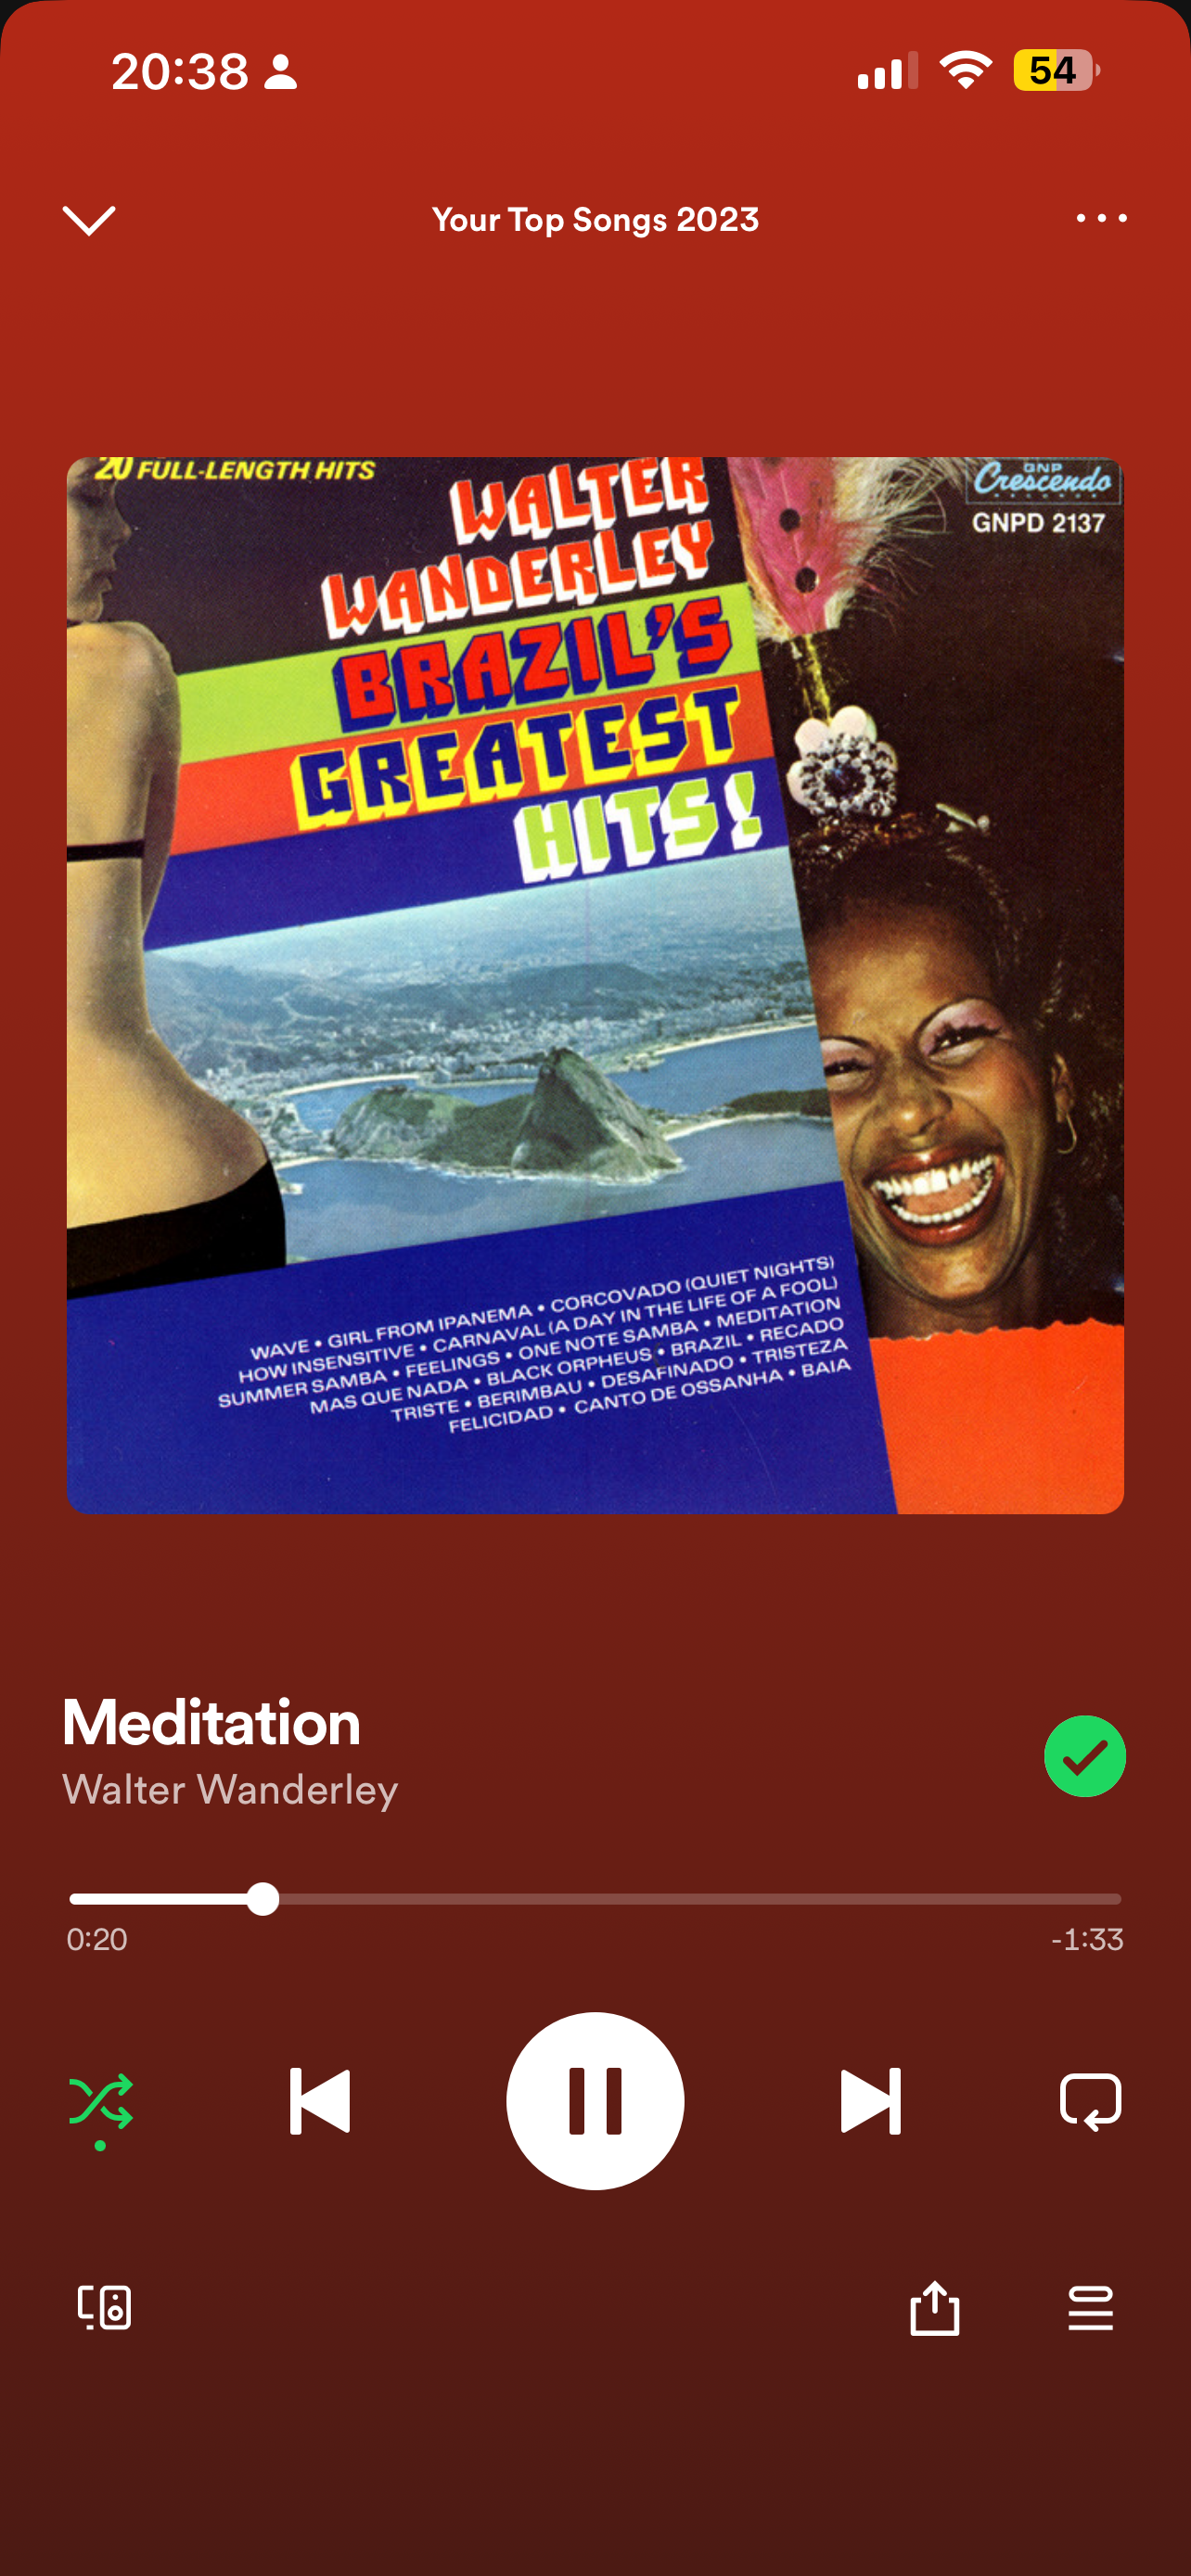 20:38
54
Your Top Songs 2023
20 FULL-LENGTH HITS
GNP
Crescendo
RECORDS
GNPD 2137
WALTER
WANDERLEY
BRAZIL'S
GREATEST
HITS!
WAVE • GIRL FROM IPANEMA • CORCOVADO (QUIET NIGHTS)
HOW INSENSITIVE • CARNAVAL (A DAY IN THE LIFE OF A FOOL)
SUMMER SAMBA • FEELINGS • ONE NOTE SAMBA • MEDITATION
MAS QUE NADA • BLACK ORPHEUS • BRAZIL • RECADO
TRISTE • BERIMBAU • DESAFINADO • TRISTEZA
FELICIDAD • CANTO DE OSSANHA • BAIA
Meditation
Walter Wanderley
0:20
-1:33